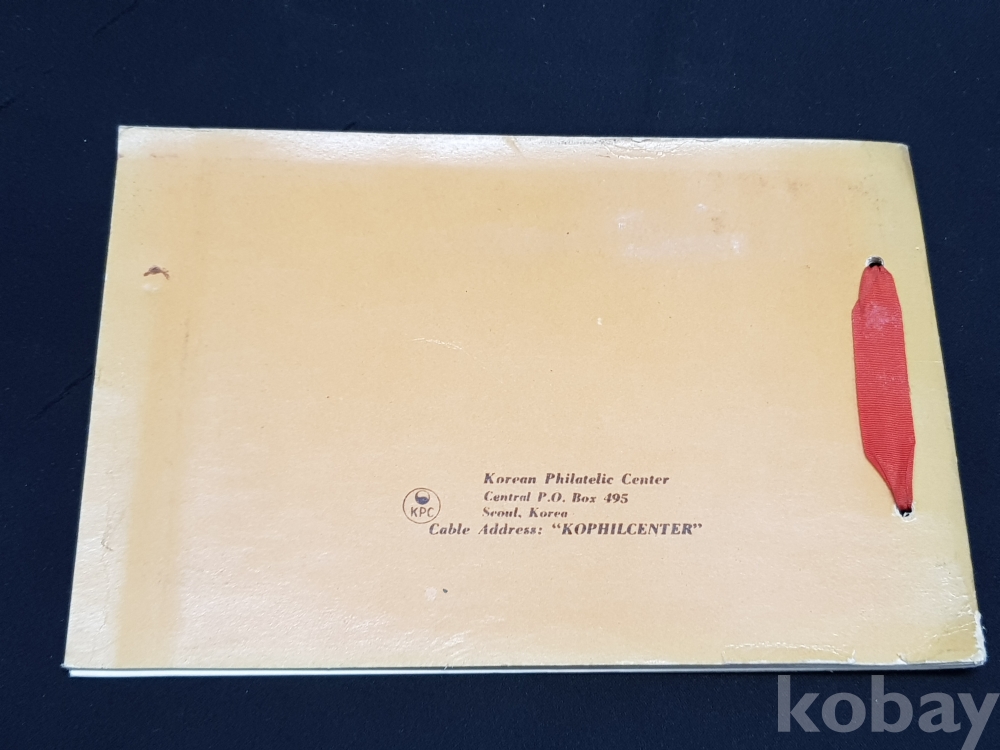 Korean Philatelic Center
Central P.O. Box 495
Seoul, Korea
Cable Address: "KOPHILCENTER"
KPC
kobay